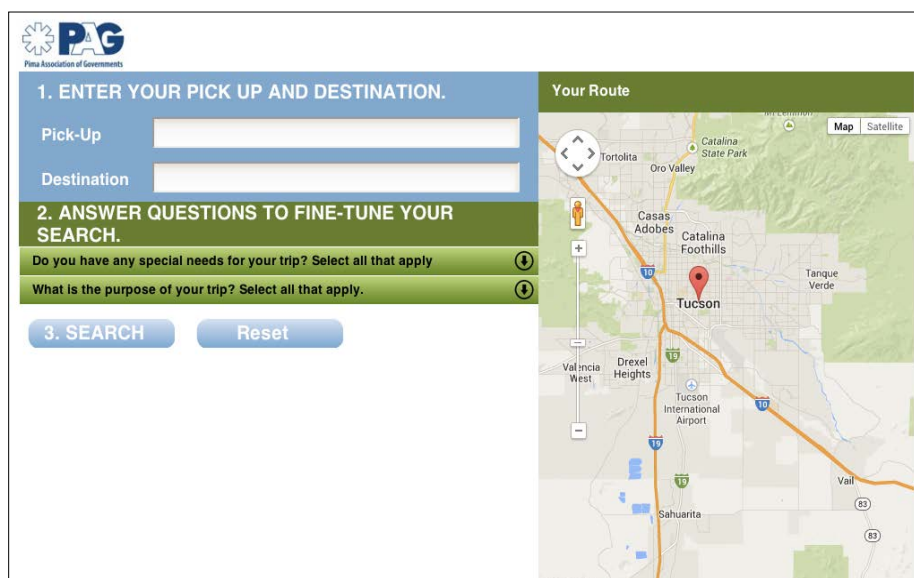 PAG
Pima Association of Governments
1. ENTER YOUR PICK UP AND DESTINATION.
Pick-Up
Destination
2. ANSWER QUESTIONS TO FINE-TUNE YOUR
SEARCH.
Do you have any special needs for your trip? Select all that apply
What is the purpose of your trip? Select all that apply.
3. SEARCH
Reset
Your Route
Map
Satellite
Catalina
State Park
Tortolita
Oro Valley
Casas
Adobes
Catalina
Foothills
10
Tanque
Verde
Tucson
19
Valencia
West
Drexel
Heights
Tucson
International
Airport
10
19
Vail
19
83
Sahuarita
83